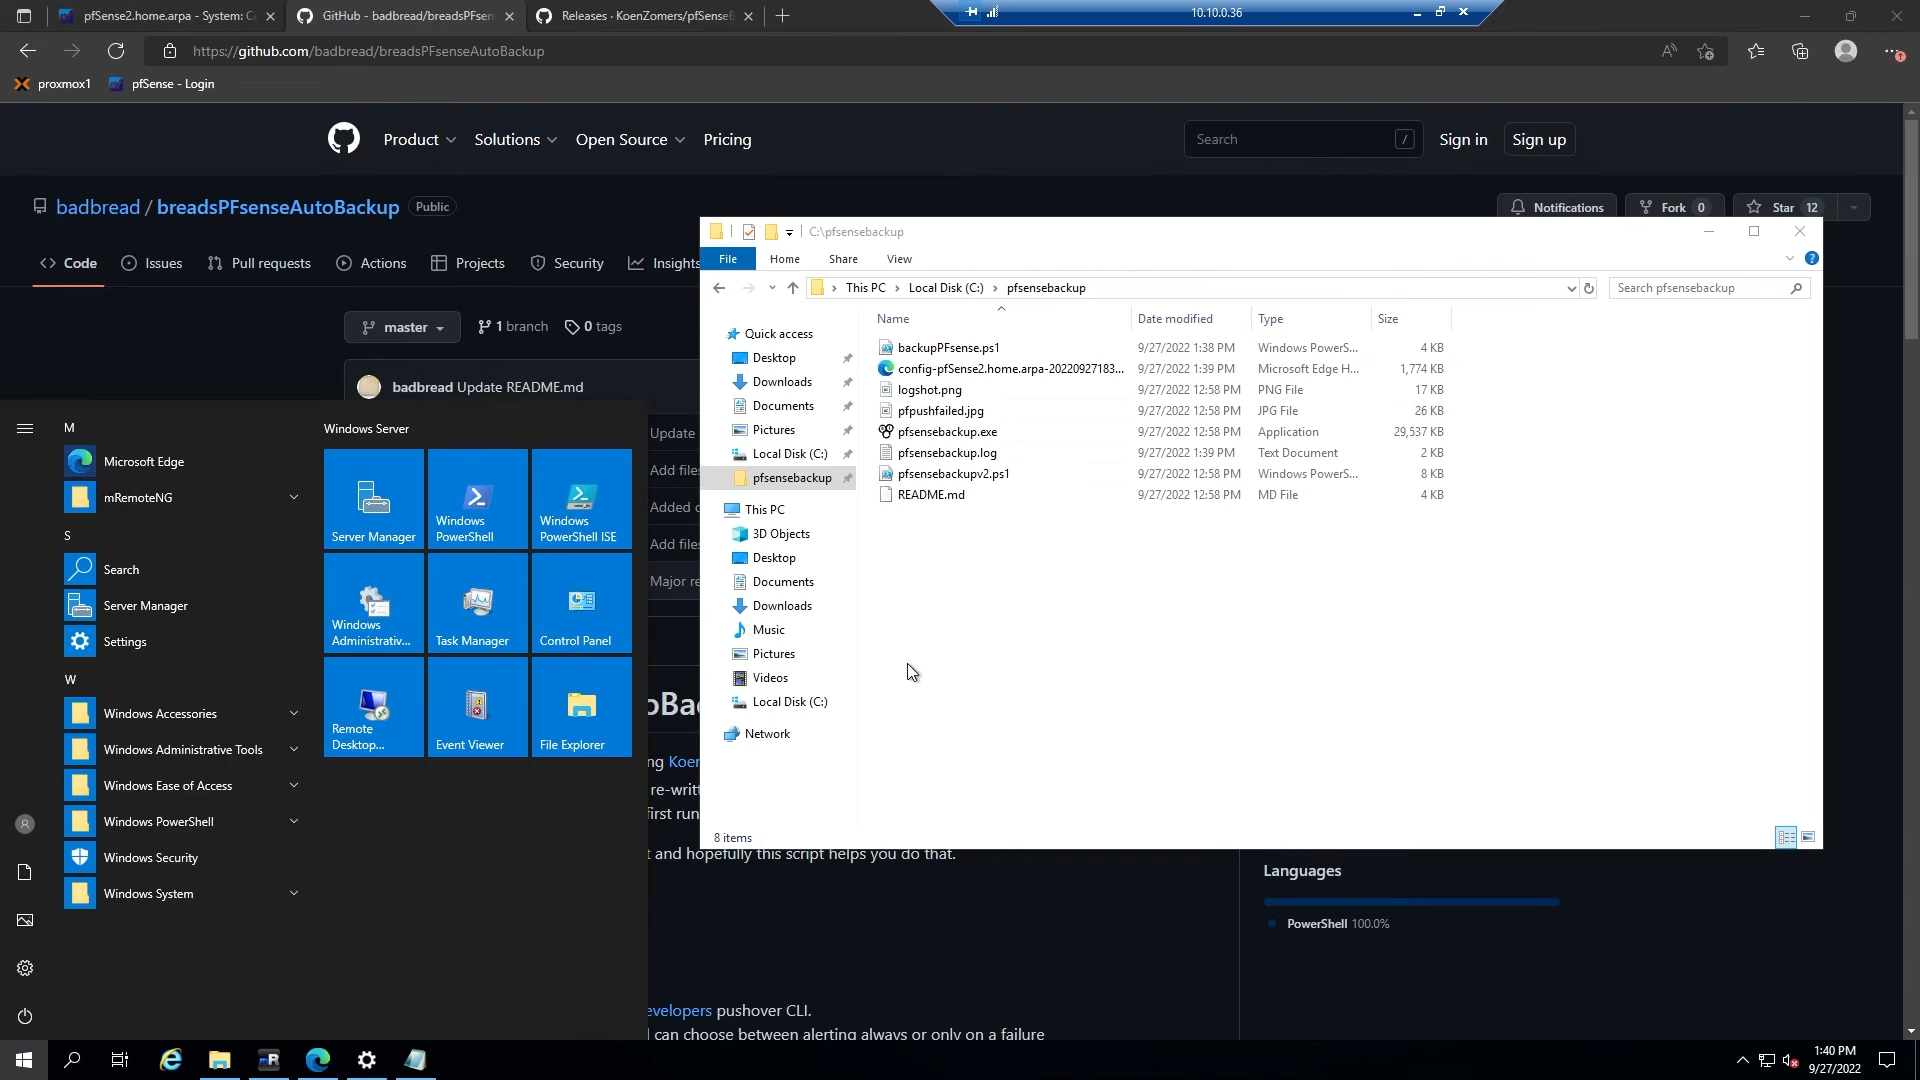 pfSense2.home.arpa - System: C
GitHub - badbread/breadsPFsen
Releases · KoenZomers/pfSenseB
10.10.0.36
https://github.com/badbread/breadsPFsenseAutoBackup
proxmox1
pfSense - Login
Product
Solutions
Open Source
Pricing
Search
/
Sign in
Sign up
badbread / breadsPFsenseAutoBackup
Public
Notifications
Fork 0
Star 12
Code
Issues
Pull requests
Actions
Projects
Security
Insights
master
1 branch
0 tags
badbread Update README.md
Update
Add files
Added c
Add files
Major re
C:\pfsensebackup
File
Home
Share
View
This PC
Local Disk (C:)
pfsensebackup
Search pfsensebackup
Name
Date modified
Type
Size
backupPFsense.ps1 9/27/2022 1:38 PM Windows PowerS... 4 KB
config-pfSense2.home.arpa-20220927183... 9/27/2022 1:39 PM Microsoft Edge H... 1,774 KB
logshot.png 9/27/2022 12:58 PM PNG File 17 KB
pfpushfailed.jpg 9/27/2022 12:58 PM JPG File 26 KB
pfsensebackup.exe 9/27/2022 12:58 PM Application 29,537 KB
pfsensebackup.log 9/27/2022 1:39 PM Text Document 2 KB
pfsensebackupv2.ps1 9/27/2022 12:58 PM Windows PowerS... 8 KB
README.md 9/27/2022 12:58 PM MD File 4 KB
Quick access
Desktop
Downloads
Documents
Pictures
Local Disk (C:)
pfsensebackup
This PC
3D Objects
Desktop
Documents
Downloads
Music
Pictures
Videos
Local Disk (C:)
Network
8 items
M
Microsoft Edge
mRemoteNG
S
Search
Server Manager
Settings
W
Windows Accessories
Windows Administrative Tools
Windows Ease of Access
Windows PowerShell
Windows Security
Windows System
Windows Server
Server Manager
Windows
PowerShell
Windows
PowerShell ISE
Windows
Administrativ...
Task Manager
Control Panel
Remote
Desktop...
Event Viewer
File Explorer
oBac
ng Koen
re-writt
first run
t and hopefully this script helps you do that.
evelopers pushover CLI.
can choose between alerting always or only on a failure
Languages
PowerShell 100.0%
1:40 PM
9/27/2022